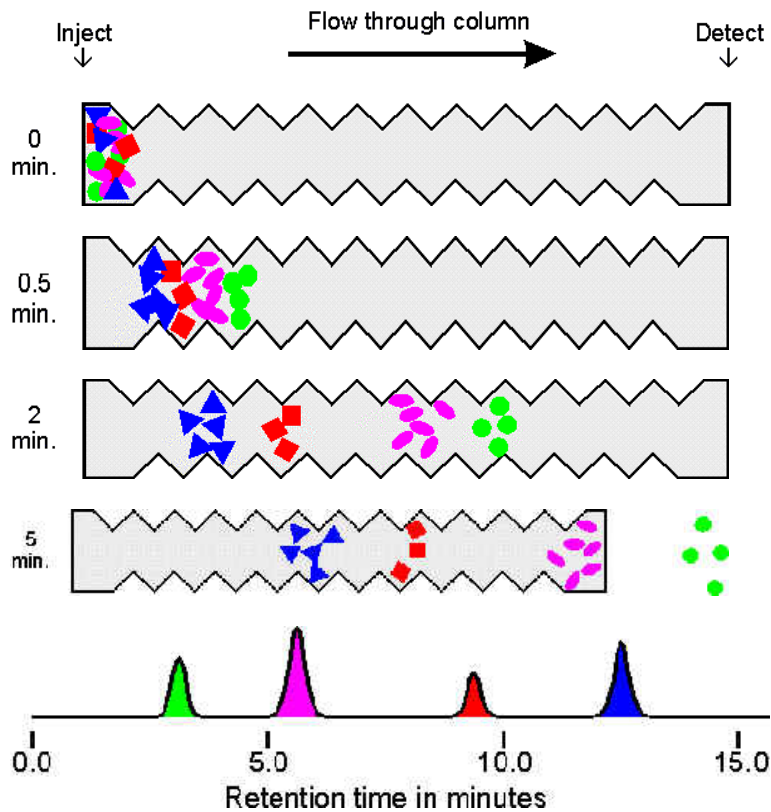 Flow through column
Inject
Detect
0
min.
0.5
min.
2
min.
5
min.
0.0
5.0
10.0
15.0
Retention time in minutes